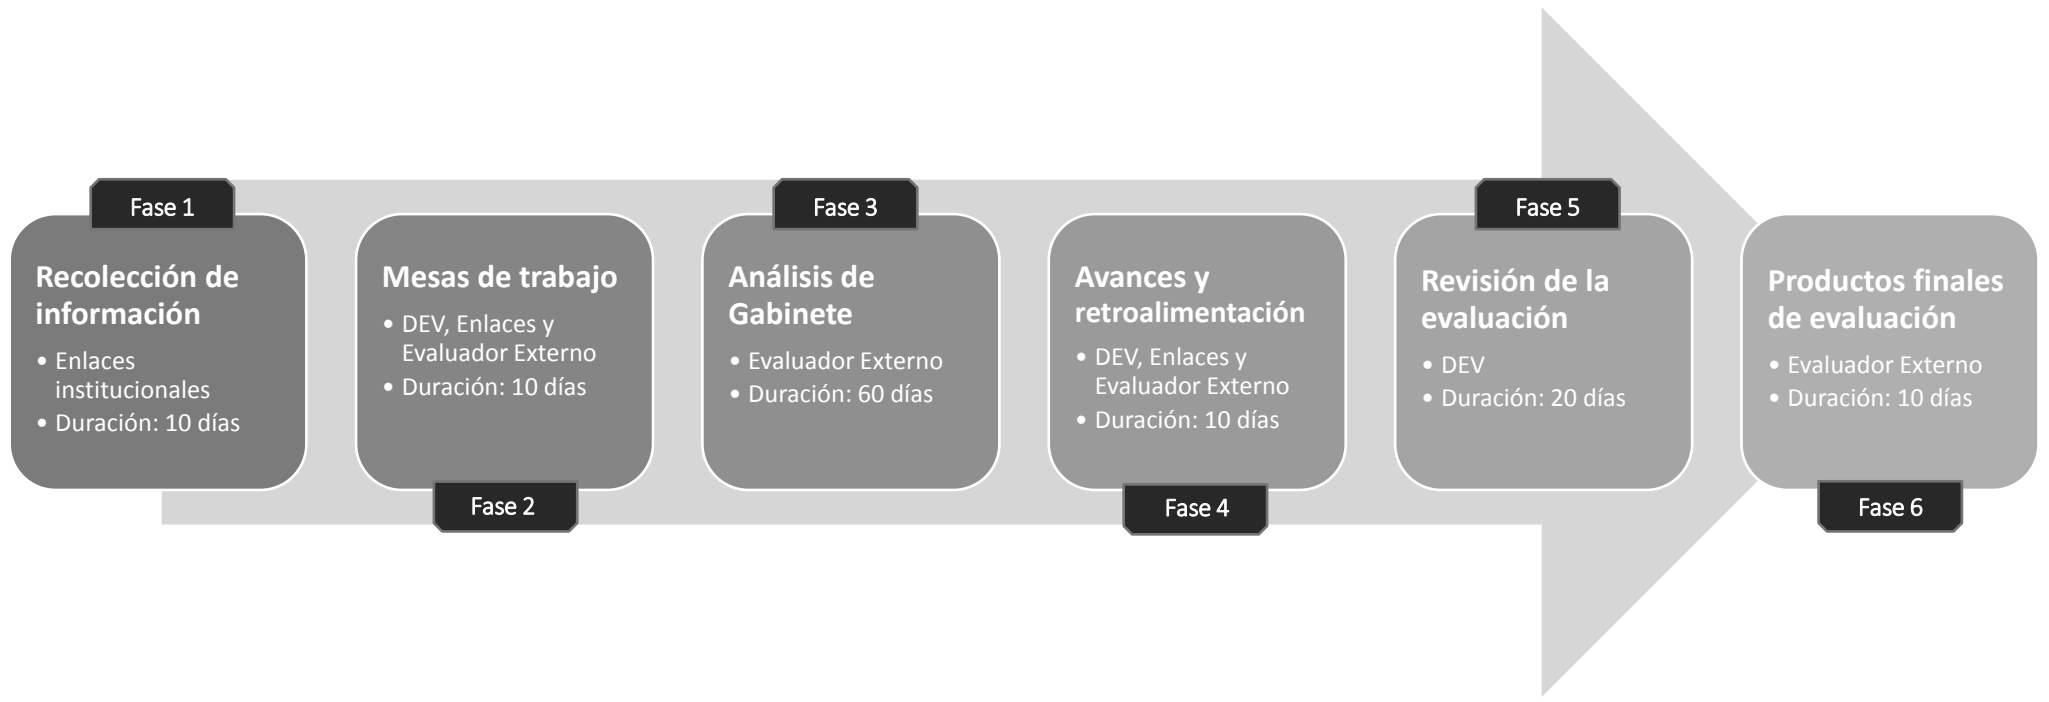 Fase 1
Recolección de
información
• Enlaces
institucionales
• Duración: 10 días
Mesas de trabajo
• DEV, Enlaces y
Evaluador Externo
• Duración: 10 días
Fase 2
Fase 3
Análisis de
Gabinete
• Evaluador Externo
• Duración: 60 días
Avances y
retroalimentación
• DEV, Enlaces y
Evaluador Externo
• Duración: 10 días
Fase 4
Fase 5
Revisión de la
evaluación
• DEV
• Duración: 20 días
Productos finales
de evaluación
• Evaluador Externo
• Duración: 10 días
Fase 6